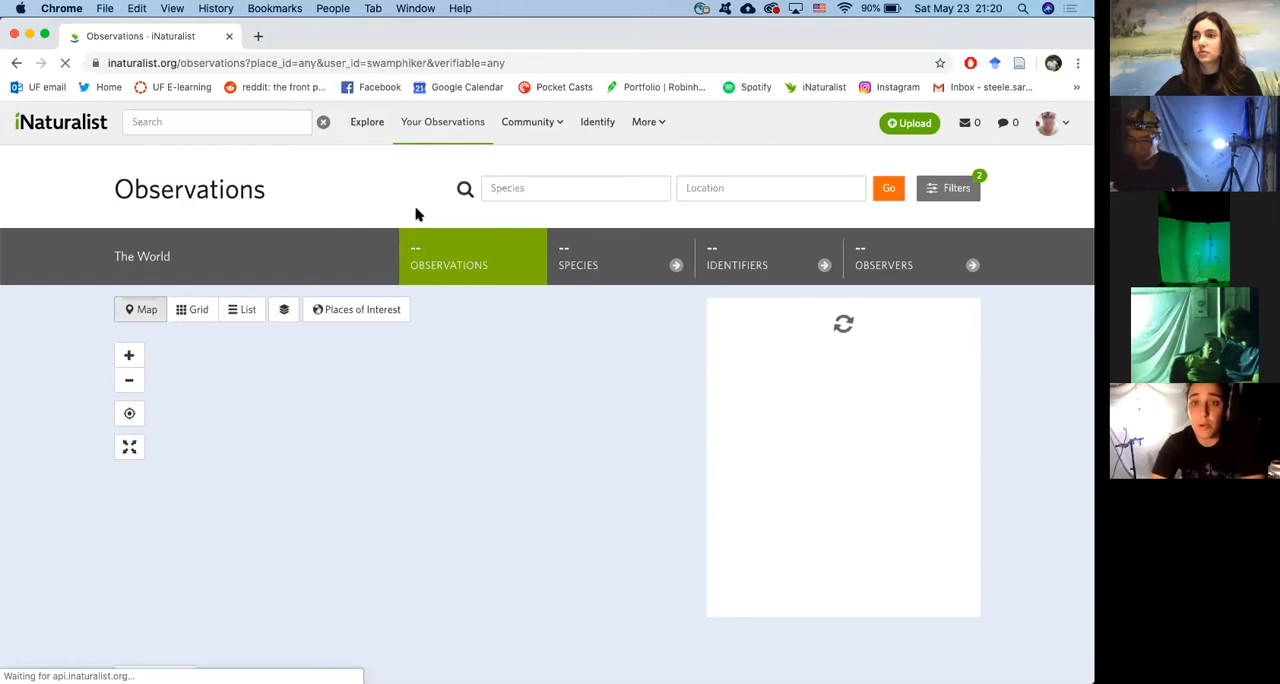 Chrome File Edit View History Bookmarks People Tab Window Help 90% Sat May 23 21:20
Observations · iNaturalist
inaturalist.org/observations?place_id=any&user_id=swamphiker&verifiable=any
UF email Home UF E-learning reddit: the front p... Facebook Google Calendar Pocket Casts Portfolio | Robinh... Spotify iNaturalist Instagram Inbox - steele.sar... »
iNaturalist Search Explore Your Observations Community Identify More Upload 0 0
2
Observations Species Location Go Filters
-- -- -- --
The World OBSERVATIONS SPECIES IDENTIFIERS OBSERVERS
Map Grid List Places of Interest
+
−
Waiting for api.inaturalist.org...